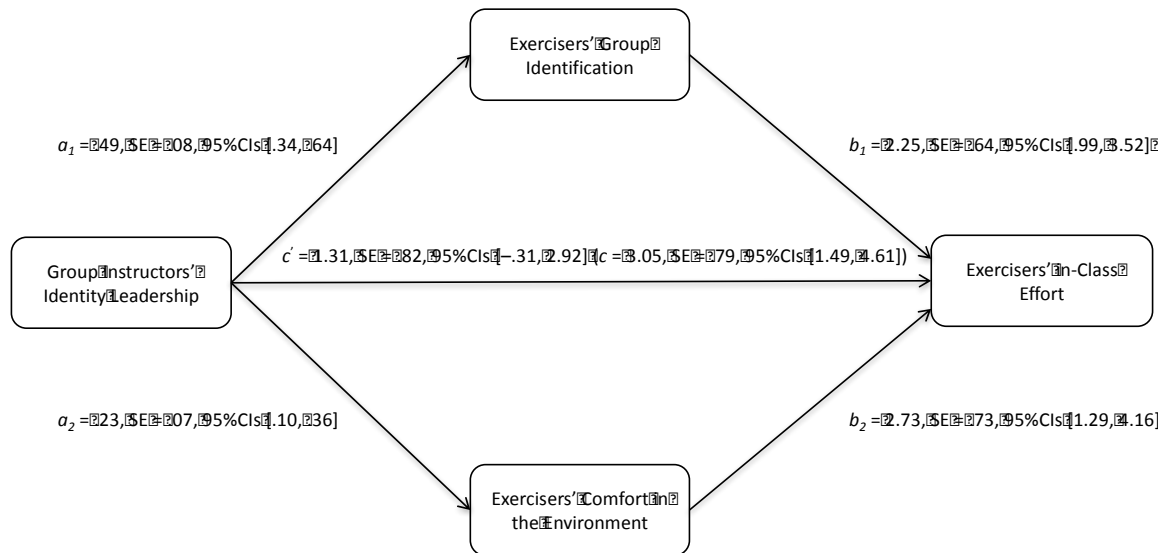 Exercisers' Group
Identification
a1 = .49, SE = .08, 95%CIs [.34, .64]
b1 = 2.25, SE = .64, 95%CIs [.99, 3.52]
c' = 1.31, SE = .82, 95%CIs [–.31, 2.92] (c = 3.05, SE = .79, 95%CIs [1.49, 4.61])
Group Instructors'
Identity Leadership
Exercisers' In-Class
Effort
a2 = .23, SE = .07, 95%CIs [.10, .36]
b2 = 2.73, SE = .73, 95%CIs [1.29, 4.16]
Exercisers' Comfort in
the Environment